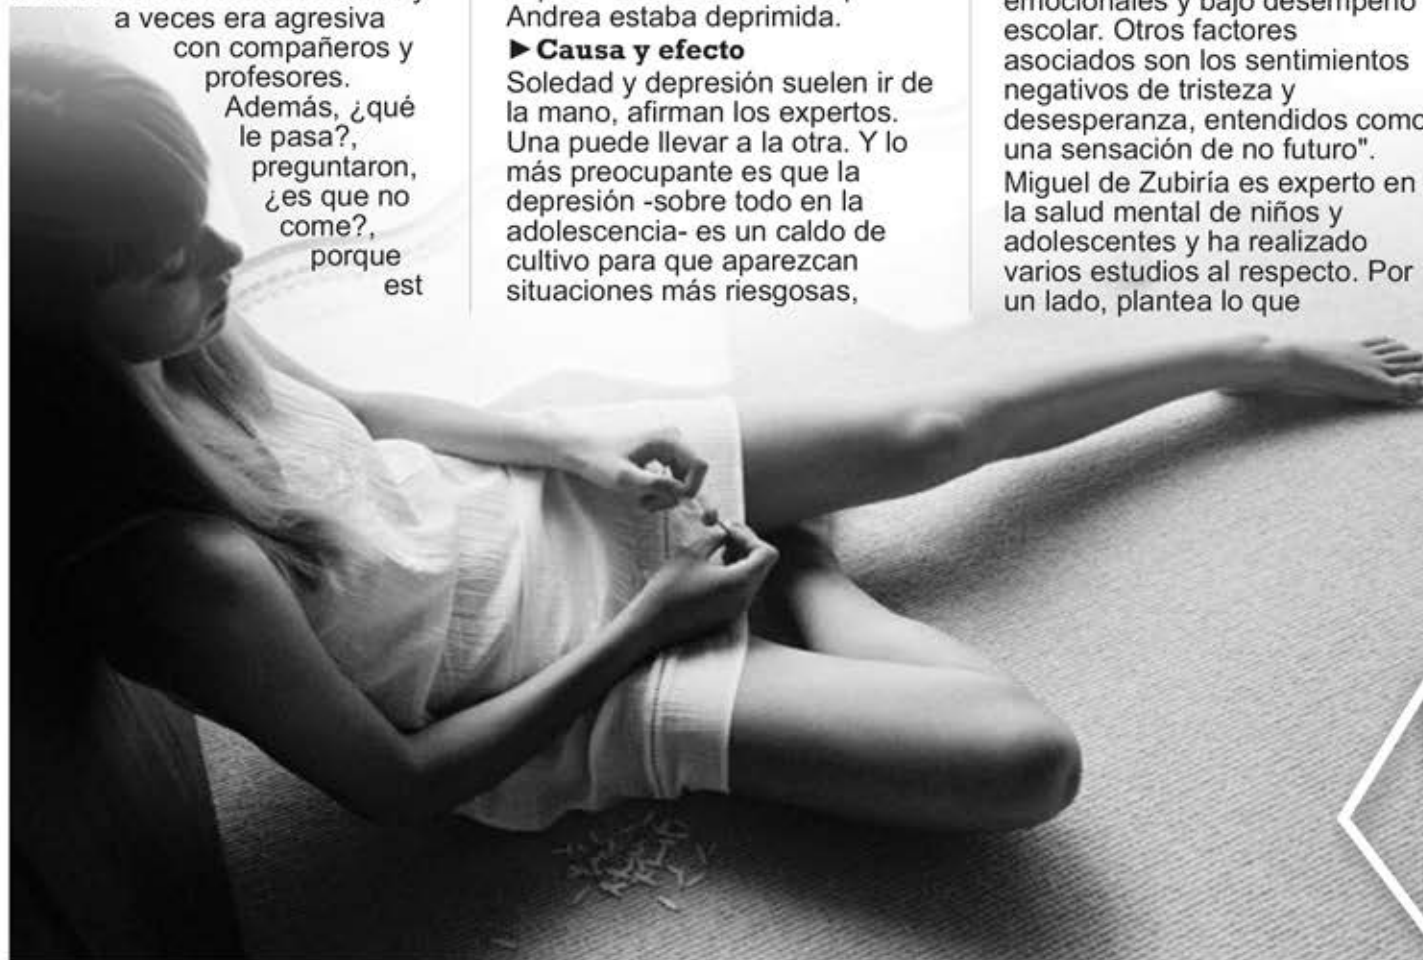 a veces era agresiva
con compañeros y
profesores.
Además, ¿qué
le pasa?,
preguntaron,
¿es que no
come?,
porque
est
Andrea estaba deprimida.
►Causa y efecto
Soledad y depresión suelen ir de
la mano, afirman los expertos.
Una puede llevar a la otra. Y lo
más preocupante es que la
depresión -sobre todo en la
adolescencia- es un caldo de
cultivo para que aparezcan
situaciones más riesgosas,
emocionales y bajo desempeño
escolar. Otros factores
asociados son los sentimientos
negativos de tristeza y
desesperanza, entendidos como
una sensación de no futuro".
Miguel de Zubiría es experto en
la salud mental de niños y
adolescentes y ha realizado
varios estudios al respecto. Por
un lado, plantea lo que